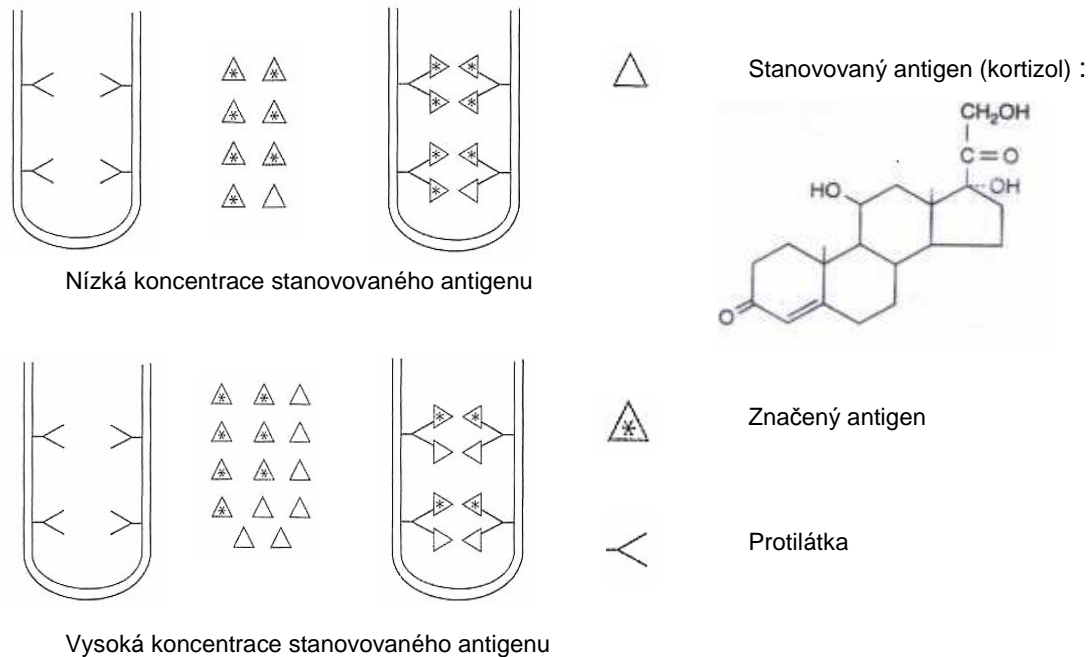 Stanovovaný antigen (kortizol) :
CH₂OH
C=O
HO
OH
O
Nízká koncentrace stanovovaného antigenu
Značený antigen
Protilátka
Vysoká koncentrace stanovovaného antigenu